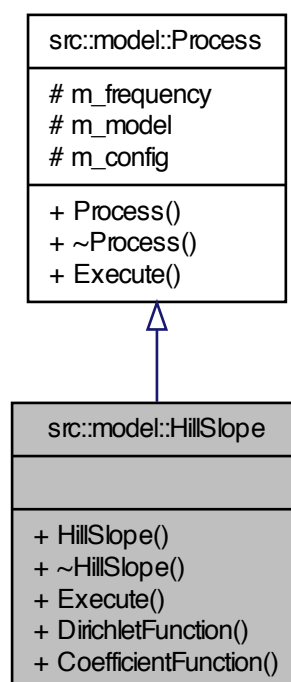 src::model::Process
# m_frequency
# m_model
# m_config
+ Process()
+ ~Process()
+ Execute()
src::model::HillSlope
+ HillSlope()
+ ~HillSlope()
+ Execute()
+ DirichletFunction()
+ CoefficientFunction()